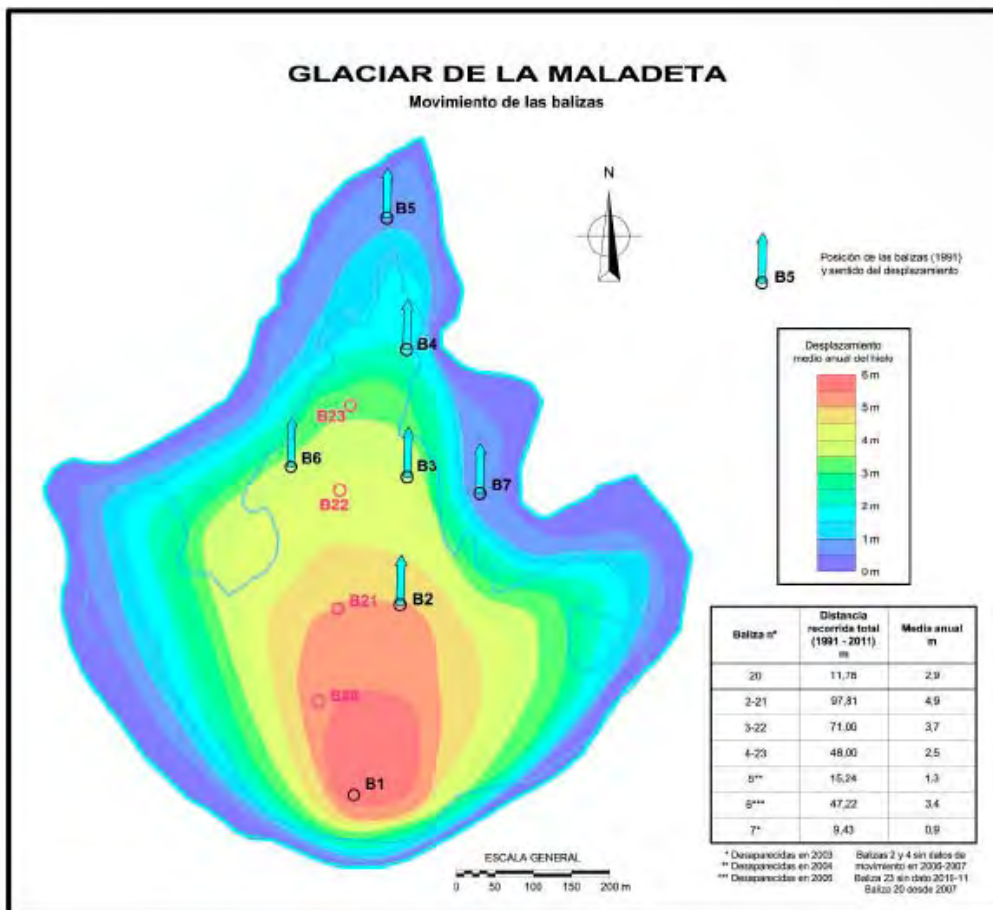 GLACIAR DE LA MALADETA
Movimiento de las balizas
N
B5
B5
Posición de las balizas (1991)
y sentido del desplazamiento
B4
B23
B6
B3
B7
B22
B21
B2
B20
B1
Desplazamiento
medio anual del hielo
6 m
5 m
4 m
3 m
2 m
1 m
0 m
Baliza nº Distancia recorrida total (1991 - 2011) m Media anual m
20 11,78 2,9
2-21 97,81 4,9
3-22 71,00 3,7
4-23 48,00 2,5
5** 15,24 1,3
6*** 47,22 3,4
7* 9,43 0,9
* Desaparecidas en 2003
** Desaparecidas en 2004
*** Desaparecidas en 2005
Balizas 2 y 4 sin datos de
movimiento en 2006-2007
Baliza 23 sin dato 2010-11
Baliza 20 desde 2007
ESCALA GENERAL
0 50 100 150 200 m